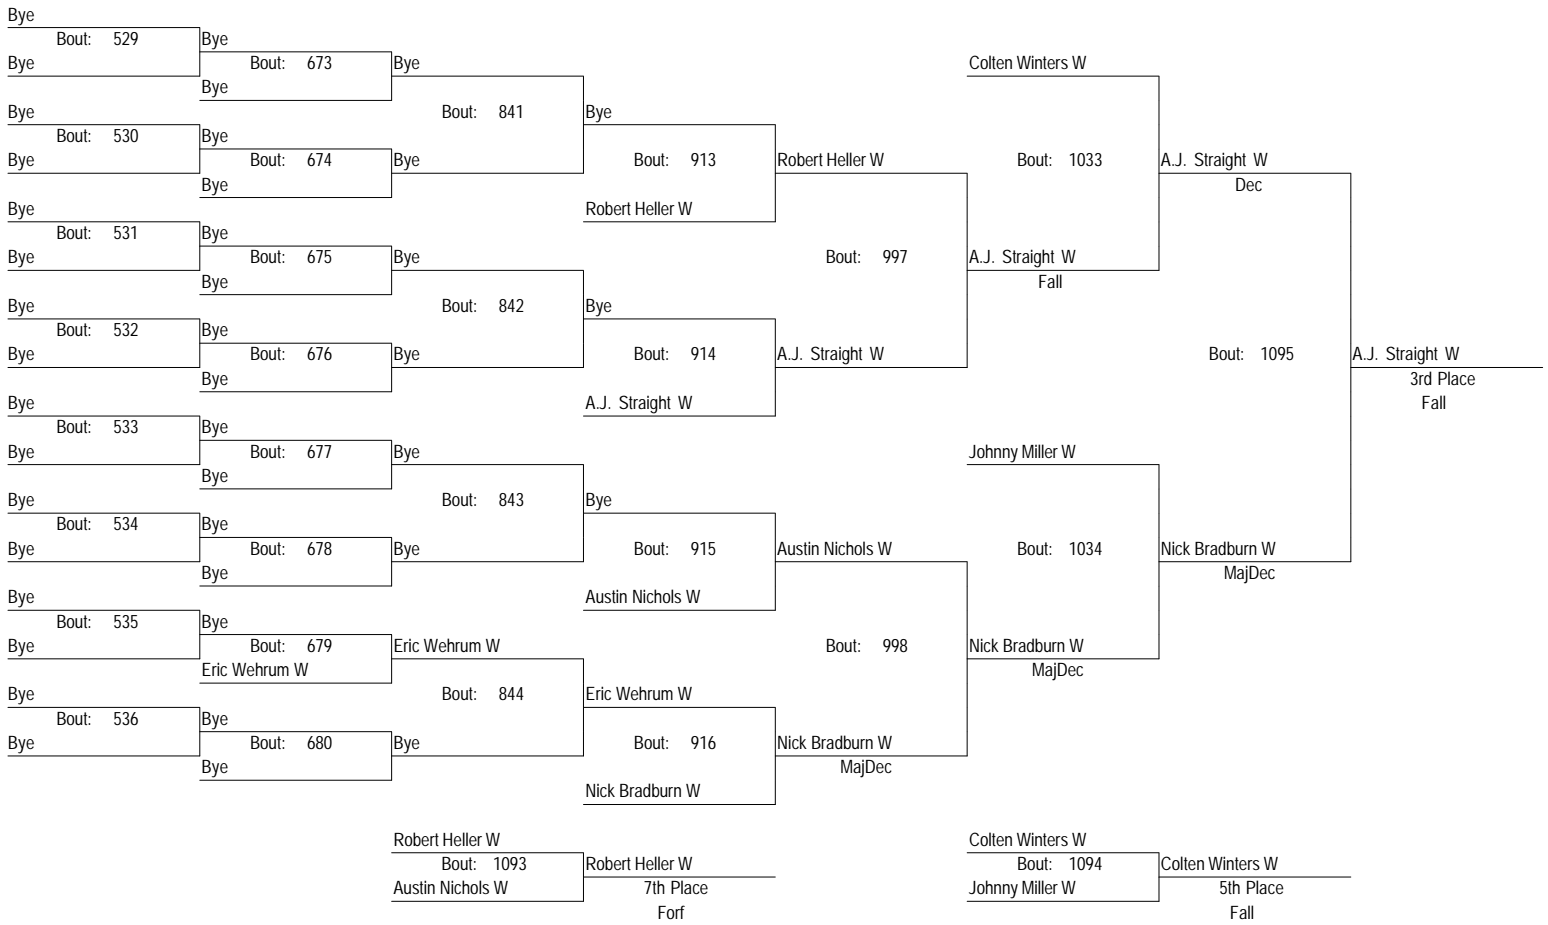 Bye
Bout: 529 Bye
Bye Bout: 673 Bye Colten Winters W
Bye
Bye Bout: 841 Bye
Bout: 530 Bye
Bye Bout: 674 Bye Bout: 913 Robert Heller W Bout: 1033 A.J. Straight W
Bye Dec
Bye Robert Heller W
Bout: 531 Bye
Bye Bout: 675 Bye Bout: 997 A.J. Straight W
Bye Fall
Bye Bout: 842 Bye
Bout: 532 Bye
Bye Bout: 676 Bye Bout: 914 A.J. Straight W Bout: 1095 A.J. Straight W
Bye 3rd Place
Bye A.J. Straight W Fall
Bout: 533 Bye
Bye Bout: 677 Bye Johnny Miller W
Bye
Bye Bout: 843 Bye
Bout: 534 Bye
Bye Bout: 678 Bye Bout: 915 Austin Nichols W Bout: 1034 Nick Bradburn W
Bye MajDec
Bye Austin Nichols W
Bout: 535 Bye
Bye Bout: 679 Eric Wehrum W Bout: 998 Nick Bradburn W
Eric Wehrum W MajDec
Bye Bout: 844 Eric Wehrum W
Bout: 536 Bye
Bye Bout: 680 Bye Bout: 916 Nick Bradburn W
Bye MajDec
Nick Bradburn W
Robert Heller W Colten Winters W
Bout: 1093 Robert Heller W Bout: 1094 Colten Winters W
Austin Nichols W 7th Place Johnny Miller W 5th Place
Forf Fall